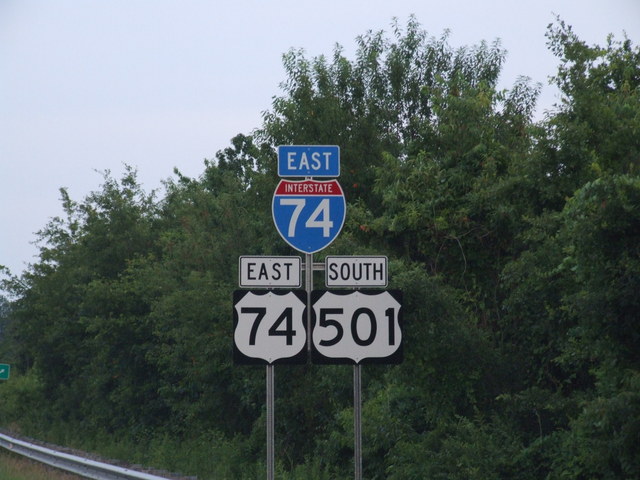 EAST
INTERSTATE
74
EAST SOUTH
74 501